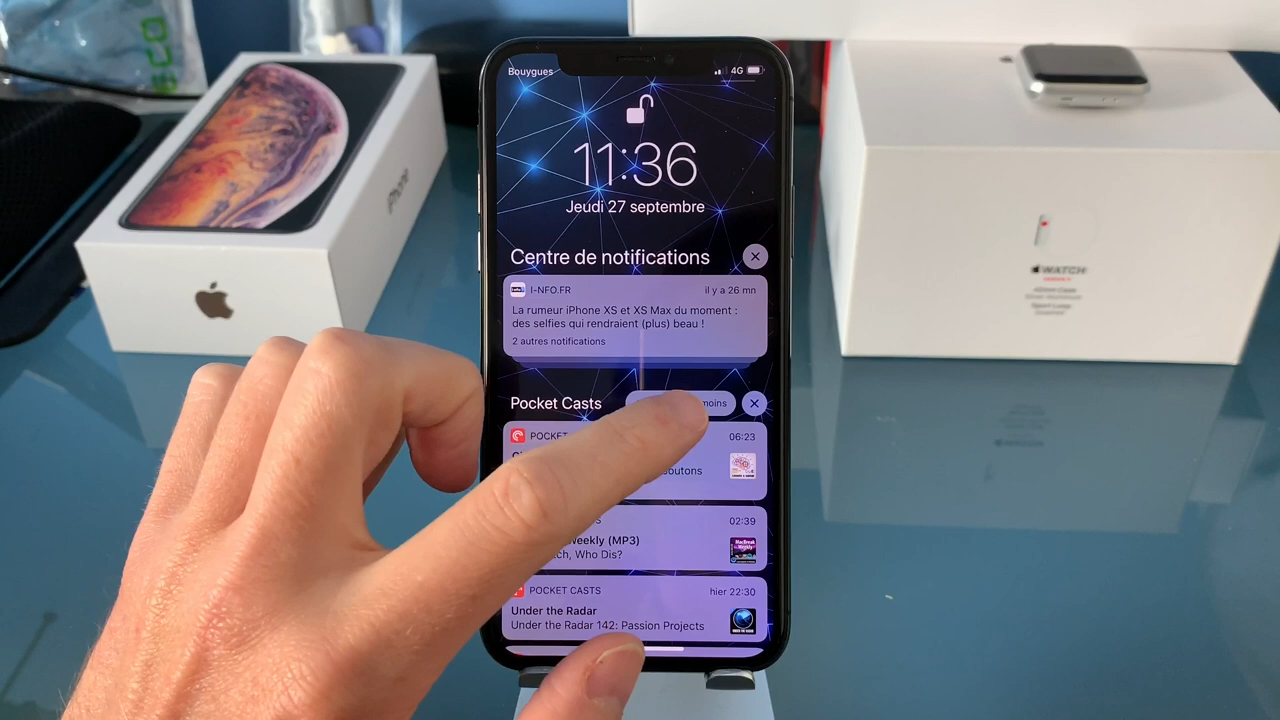 Bouygues
4G
11:36
Jeudi 27 septembre
Centre de notifications
I-NFO.FR
il y a 26 mn
La rumeur iPhone XS et XS Max du moment :
des selfies qui rendraient (plus) beau !
2 autres notifications
Pocket Casts
moins
06:23
boutons
02:39
Weekly (MP3)
Who Dis?
POCKET CASTS
hier 22:30
Under the Radar
Under the Radar 142: Passion Projects
iPhone
WATCH